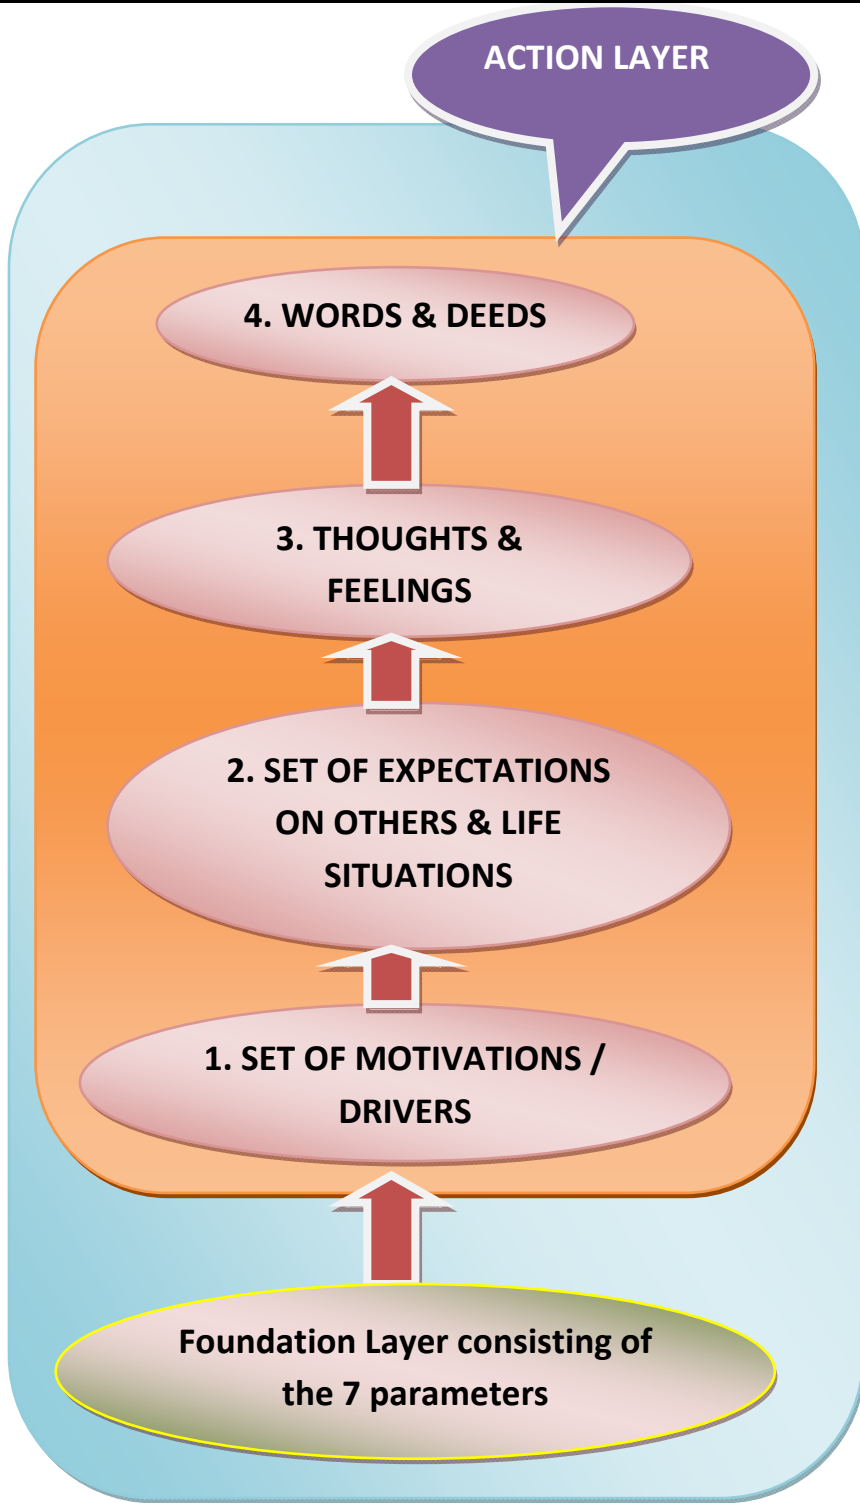 ACTION LAYER
4. WORDS & DEEDS
3. THOUGHTS &
FEELINGS
2. SET OF EXPECTATIONS
ON OTHERS & LIFE
SITUATIONS
1. SET OF MOTIVATIONS /
DRIVERS
Foundation Layer consisting of
the 7 parameters